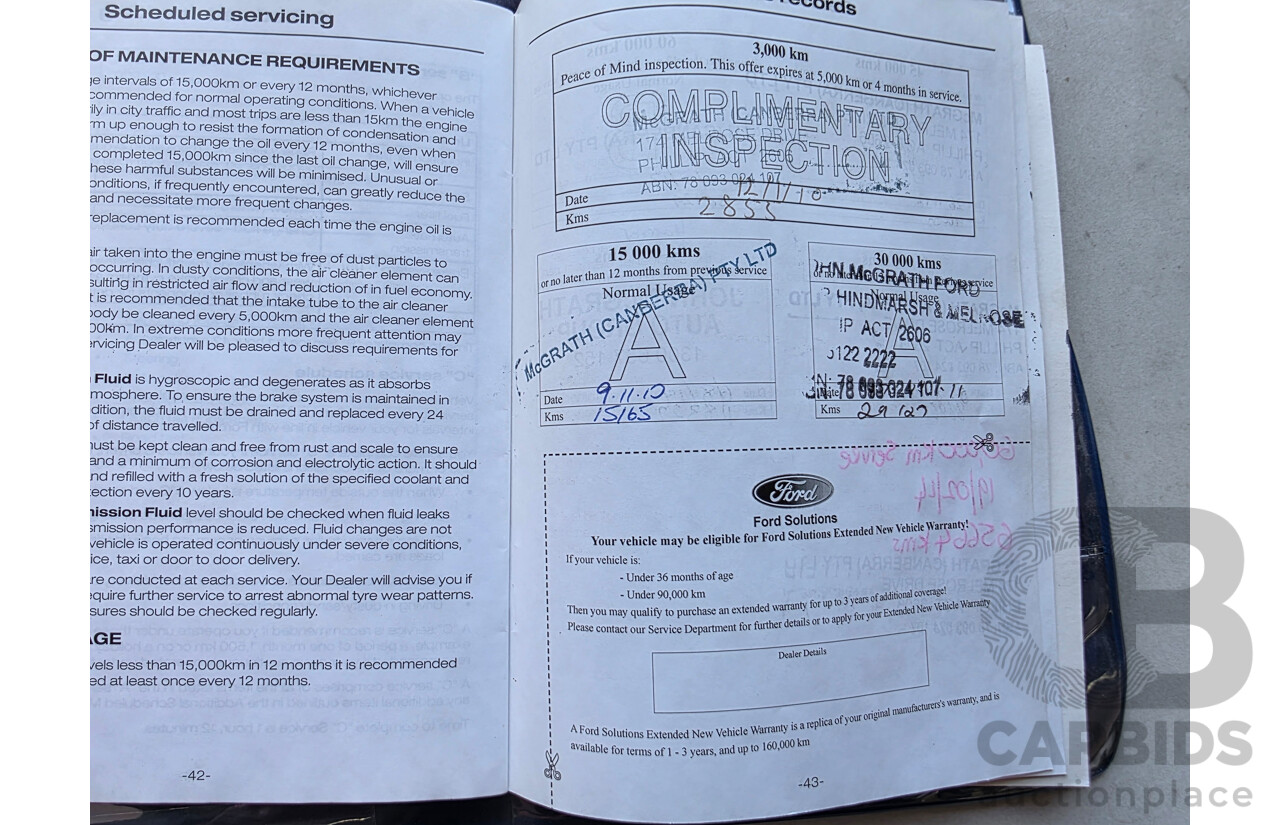 Scheduled servicing
OF MAINTENANCE REQUIREMENTS
ge intervals of 15,000km or every 12 months, whichever
commended for normal operating conditions. When a vehicle
ily in city traffic and most trips are less than 15km the engine
rm up enough to resist the formation of condensation and
mendation to change the oil every 12 months, even when
completed 15,000km since the last oil change, will ensure
hese harmful substances will be minimised. Unusual or
onditions, if frequently encountered, can greatly reduce the
and necessitate more frequent changes.
replacement is recommended each time the engine oil is
air taken into the engine must be free of dust particles to
occurring. In dusty conditions, the air cleaner element can
sulting in restricted air flow and reduction of in fuel economy.
t is recommended that the intake tube to the air cleaner
ody be cleaned every 5,000km and the air cleaner element
00km. In extreme conditions more frequent attention may
ervicing Dealer will be pleased to discuss requirements for
Fluid is hygroscopic and degenerates as it absorbs
mosphere. To ensure the brake system is maintained in
dition, the fluid must be drained and replaced every 24
of distance travelled.
ust be kept clean and free from rust and scale to ensure
and a minimum of corrosion and electrolytic action. It should
nd refilled with a fresh solution of the specified coolant and
ection every 10 years.
mission Fluid level should be checked when fluid leaks
smission performance is reduced. Fluid changes are not
vehicle is operated continuously under severe conditions,
ice, taxi or door to door delivery.
re conducted at each service. Your Dealer will advise you if
equire further service to arrest abnormal tyre wear patterns.
sures should be checked regularly.
AGE
vels less than 15,000km in 12 months it is recommended
ed at least once every 12 months.
-42-
records
3,000 km
Peace of Mind inspection. This offer expires at 5,000 km or 4 months in service.
COMPLIMENTARY
INSPECTION
ABN: 78 093 024 107
Date
Kms 2853
15 000 kms
or no later than 12 months from previous service
Normal Usage
McGRATH (CANBERRA) PTY LTD
A
Date 9.11.10
Kms 15165
30 000 kms
OHN McGRATH FORD
Normal Usage
HINDMARSH & MELROSE
IP ACT 2606
5122 2222
A
N: 78 093 024 107
Date
Kms
Ford
Ford Solutions
Your vehicle may be eligible for Ford Solutions Extended New Vehicle Warranty!
If your vehicle is:
- Under 36 months of age
- Under 90,000 km
Then you may qualify to purchase an extended warranty for up to 3 years of additional coverage!
Please contact our Service Department for further details or to apply for your Extended New Vehicle Warranty
Dealer Details
A Ford Solutions Extended New Vehicle Warranty is a replica of your original manufacturers's warranty, and is
available for terms of 1 - 3 years, and up to 160,000 km
-43-
CB
CARBIDS
auctionplace